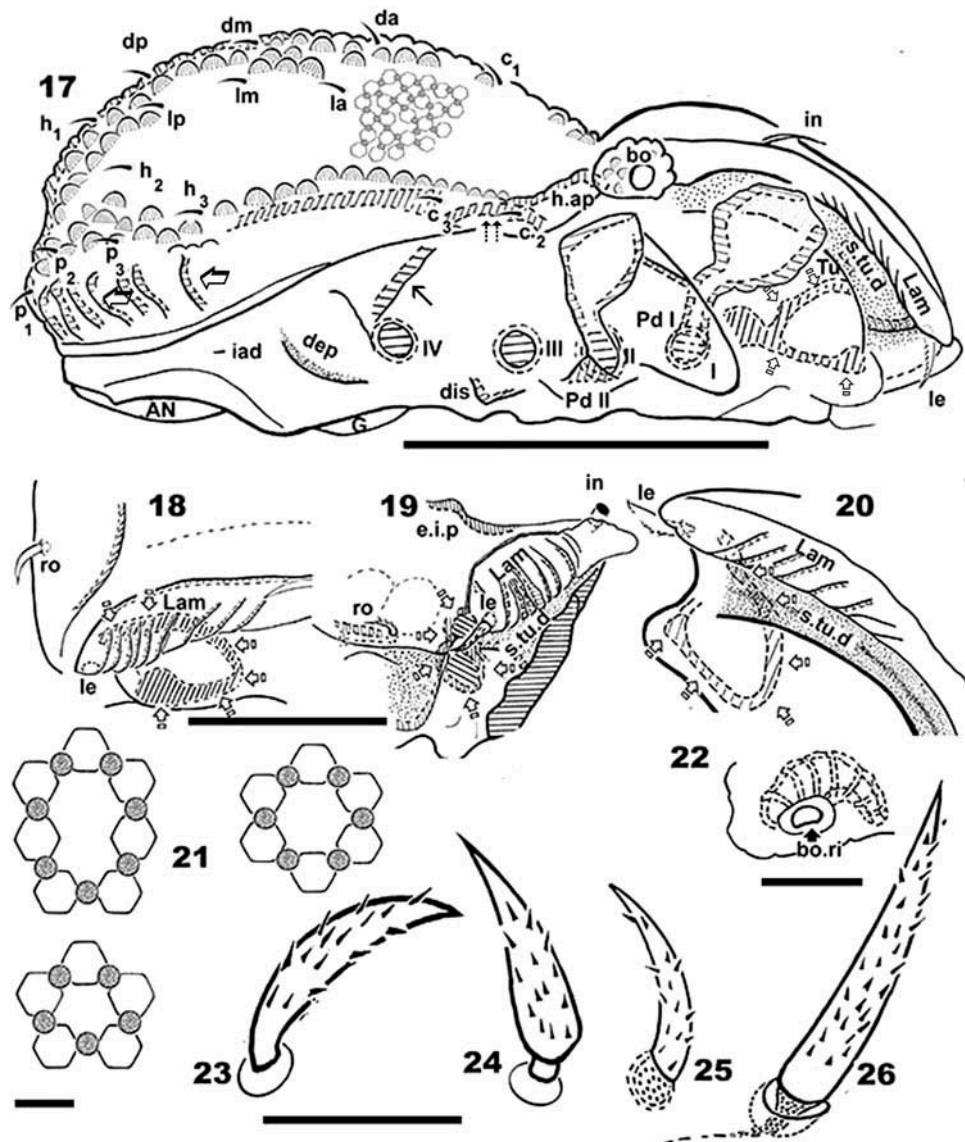 dp
dm
da
c1
17
lm
la
in
h1
lp
bo
h2
h3
h.ap
c3
c2
p2
p3
p1
Tu
s.tu.d
Lam
iad
dep
IV
III
II
Pd I
I
dis
Pd II
le
AN
G
18
19
in
le
20
e.i.p
ro
Lam
Lam
Lam
ro
le
s.tu.d
s.tu.d
le
22
21
bo.ri
23
24
25
26